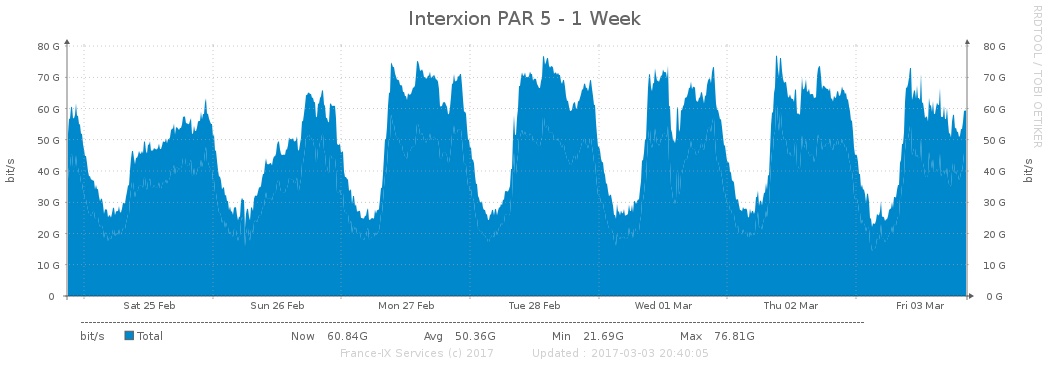 Interxion PAR 5 - 1 Week
RRDTOOL / TOBI OETIKER
bit/s
bit/s
80 G 80 G
70 G 70 G
60 G 60 G
50 G 50 G
40 G 40 G
30 G 30 G
20 G 20 G
10 G 10 G
0 0 G
Sat 25 Feb Sun 26 Feb Mon 27 Feb Tue 28 Feb Wed 01 Mar Thu 02 Mar Fri 03 Mar
bit/s Total Now 60.84G Avg 50.36G Min 21.69G Max 76.81G
France-IX Services (c) 2017 Updated : 2017-03-03 20:40:05